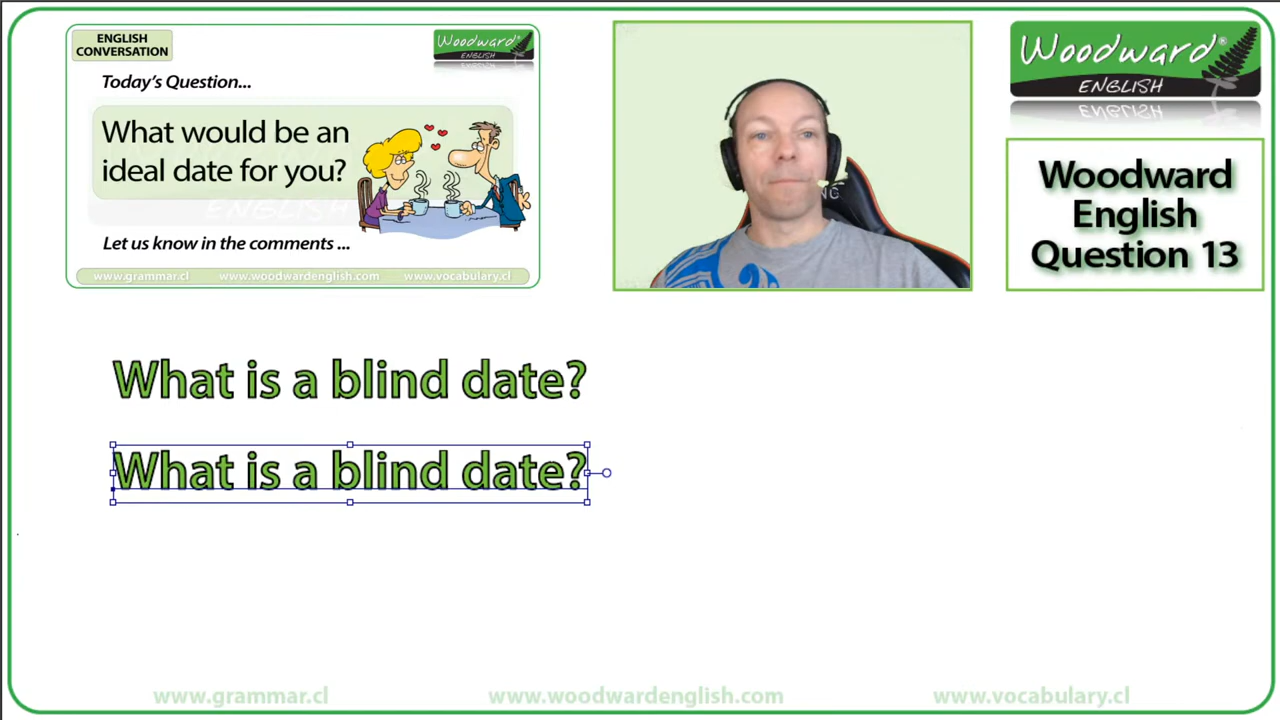 ENGLISH
CONVERSATION
Woodward
ENGLISH
Today's Question...
What would be an
ideal date for you?
Let us know in the comments ...
www.grammar.cl www.woodwardenglish.com www.vocabulary.cl
Woodward®
ENGLISH
Woodward
English
Question 13
What is a blind date?
What is a blind date?
www.grammar.cl www.woodwardenglish.com www.vocabulary.cl